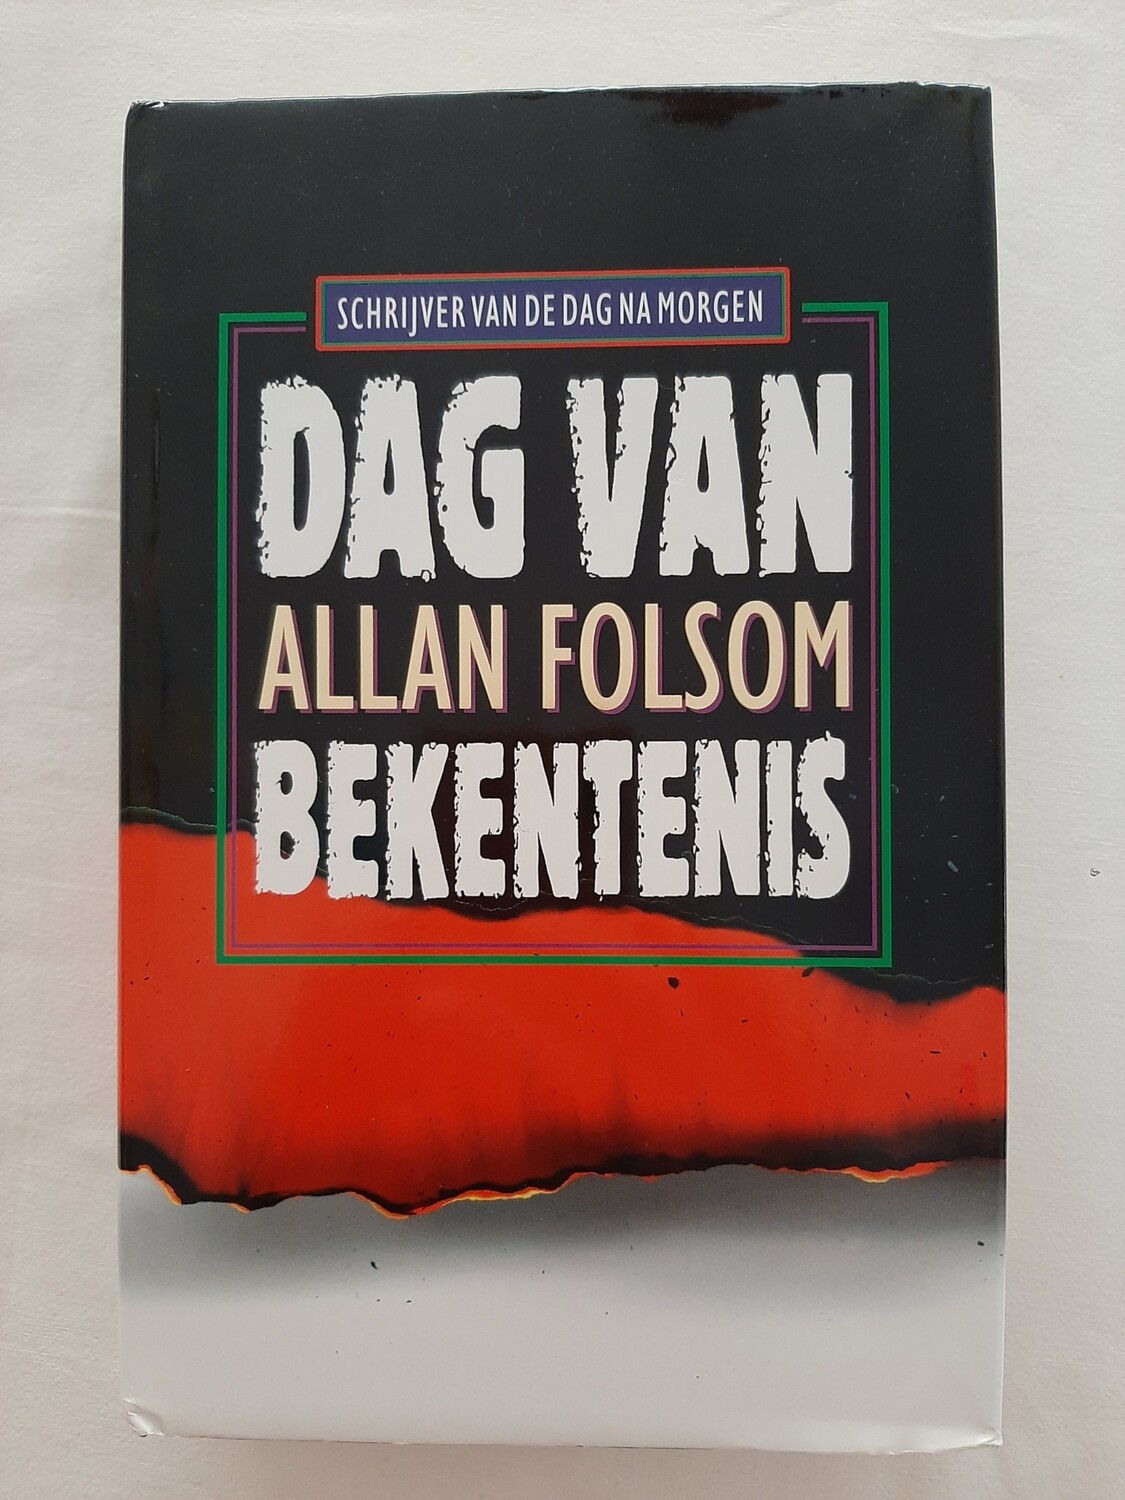 SCHRIJVER VAN DE DAG NA MORGEN
DAG VAN
ALLAN FOLSOM
BEKENTENIS